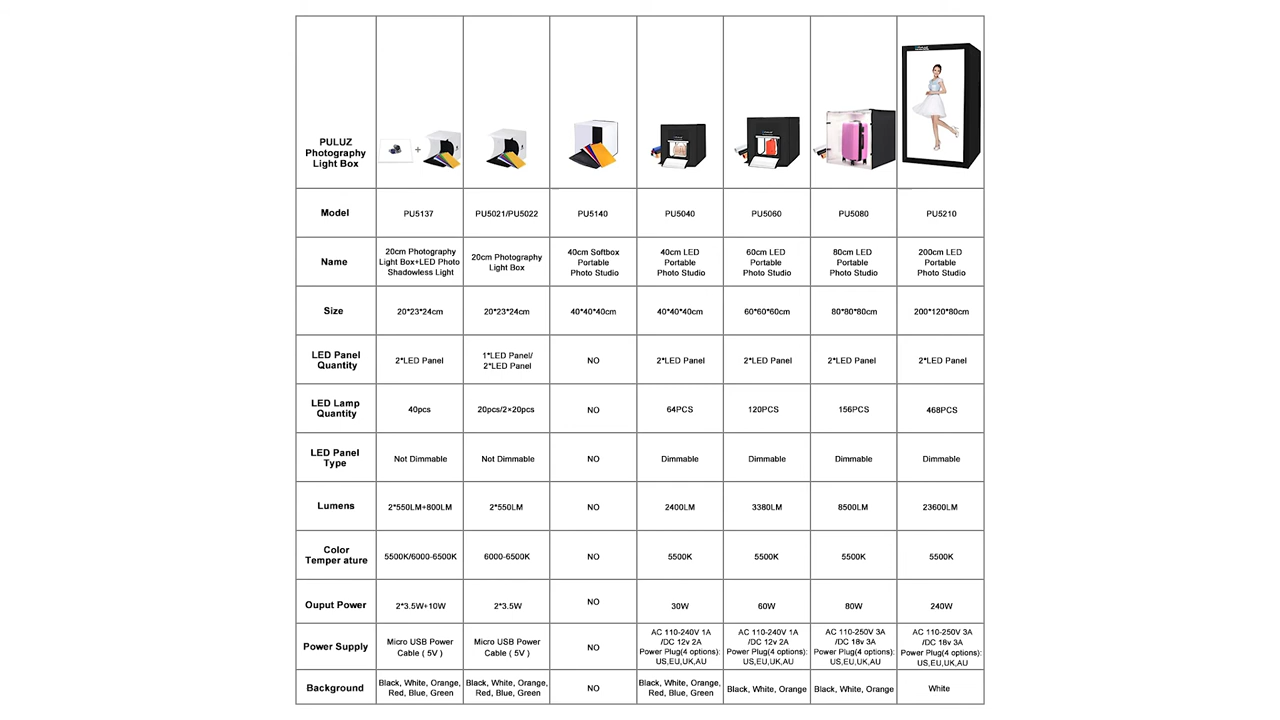 PULUZ
Photography
Light Box
+
Model
PU5137
PU5021/PU5022
PU5140
PU5040
PU5060
PU5080
PU5210
Name
20cm Photography
Light Box+LED Photo
Shadowless Light
20cm Photography
Light Box
40cm Softbox
Portable
Photo Studio
40cm LED
Portable
Photo Studio
60cm LED
Portable
Photo Studio
80cm LED
Portable
Photo Studio
200cm LED
Portable
Photo Studio
Size
20*23*24cm
20*23*24cm
40*40*40cm
40*40*40cm
60*60*60cm
80*80*80cm
200*120*80cm
LED Panel
Quantity
2*LED Panel
1*LED Panel/
2*LED Panel
NO
2*LED Panel
2*LED Panel
2*LED Panel
2*LED Panel
LED Lamp
Quantity
40pcs
20pcs/2×20pcs
NO
64PCS
120PCS
156PCS
468PCS
LED Panel
Type
Not Dimmable
Not Dimmable
NO
Dimmable
Dimmable
Dimmable
Dimmable
Lumens
2*550LM+800LM
2*550LM
NO
2400LM
3380LM
8500LM
23600LM
Color
Temper ature
5500K/6000-6500K
6000-6500K
NO
5500K
5500K
5500K
5500K
Ouput Power
2*3.5W+10W
2*3.5W
NO
30W
60W
80W
240W
Power Supply
Micro USB Power
Cable ( 5V )
Micro USB Power
Cable ( 5V )
NO
AC 110-240V 1A
/DC 12v 2A
Power Plug(4 options):
US,EU,UK,AU
AC 110-240V 1A
/DC 12v 2A
Power Plug(4 options):
US,EU,UK,AU
AC 110-250V 3A
/DC 18v 3A
Power Plug(4 options):
US,EU,UK,AU
AC 110-250V 3A
/DC 18v 3A
Power Plug(4 options):
US,EU,UK,AU
Background
Black, White, Orange,
Red, Blue, Green
Black, White, Orange,
Red, Blue, Green
NO
Black, White, Orange,
Red, Blue, Green
Black, White, Orange
Black, White, Orange
White